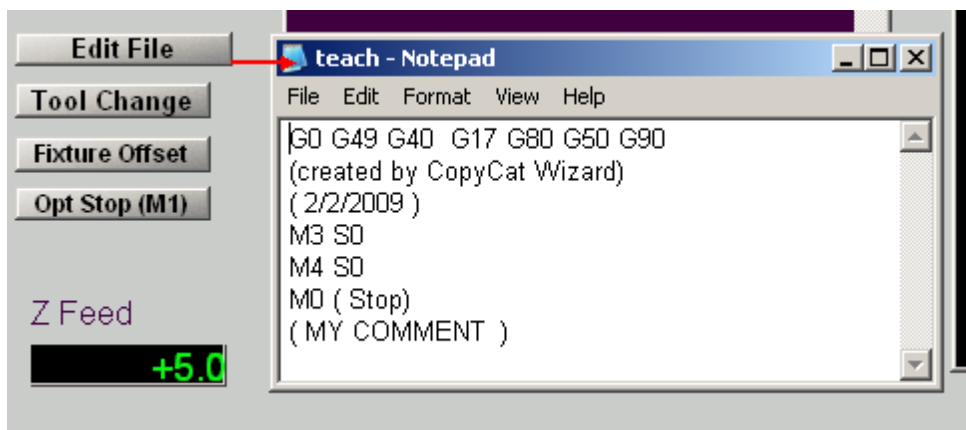 Edit File
Tool Change
Fixture Offset
Opt Stop (M1)
Z Feed
+5.0
teach - Notepad
File Edit Format View Help
G0 G49 G40  G17 G80 G50 G90
(created by CopyCat Wizard)
( 2/2/2009 )
M3 S0
M4 S0
M0 ( Stop)
( MY COMMENT  )